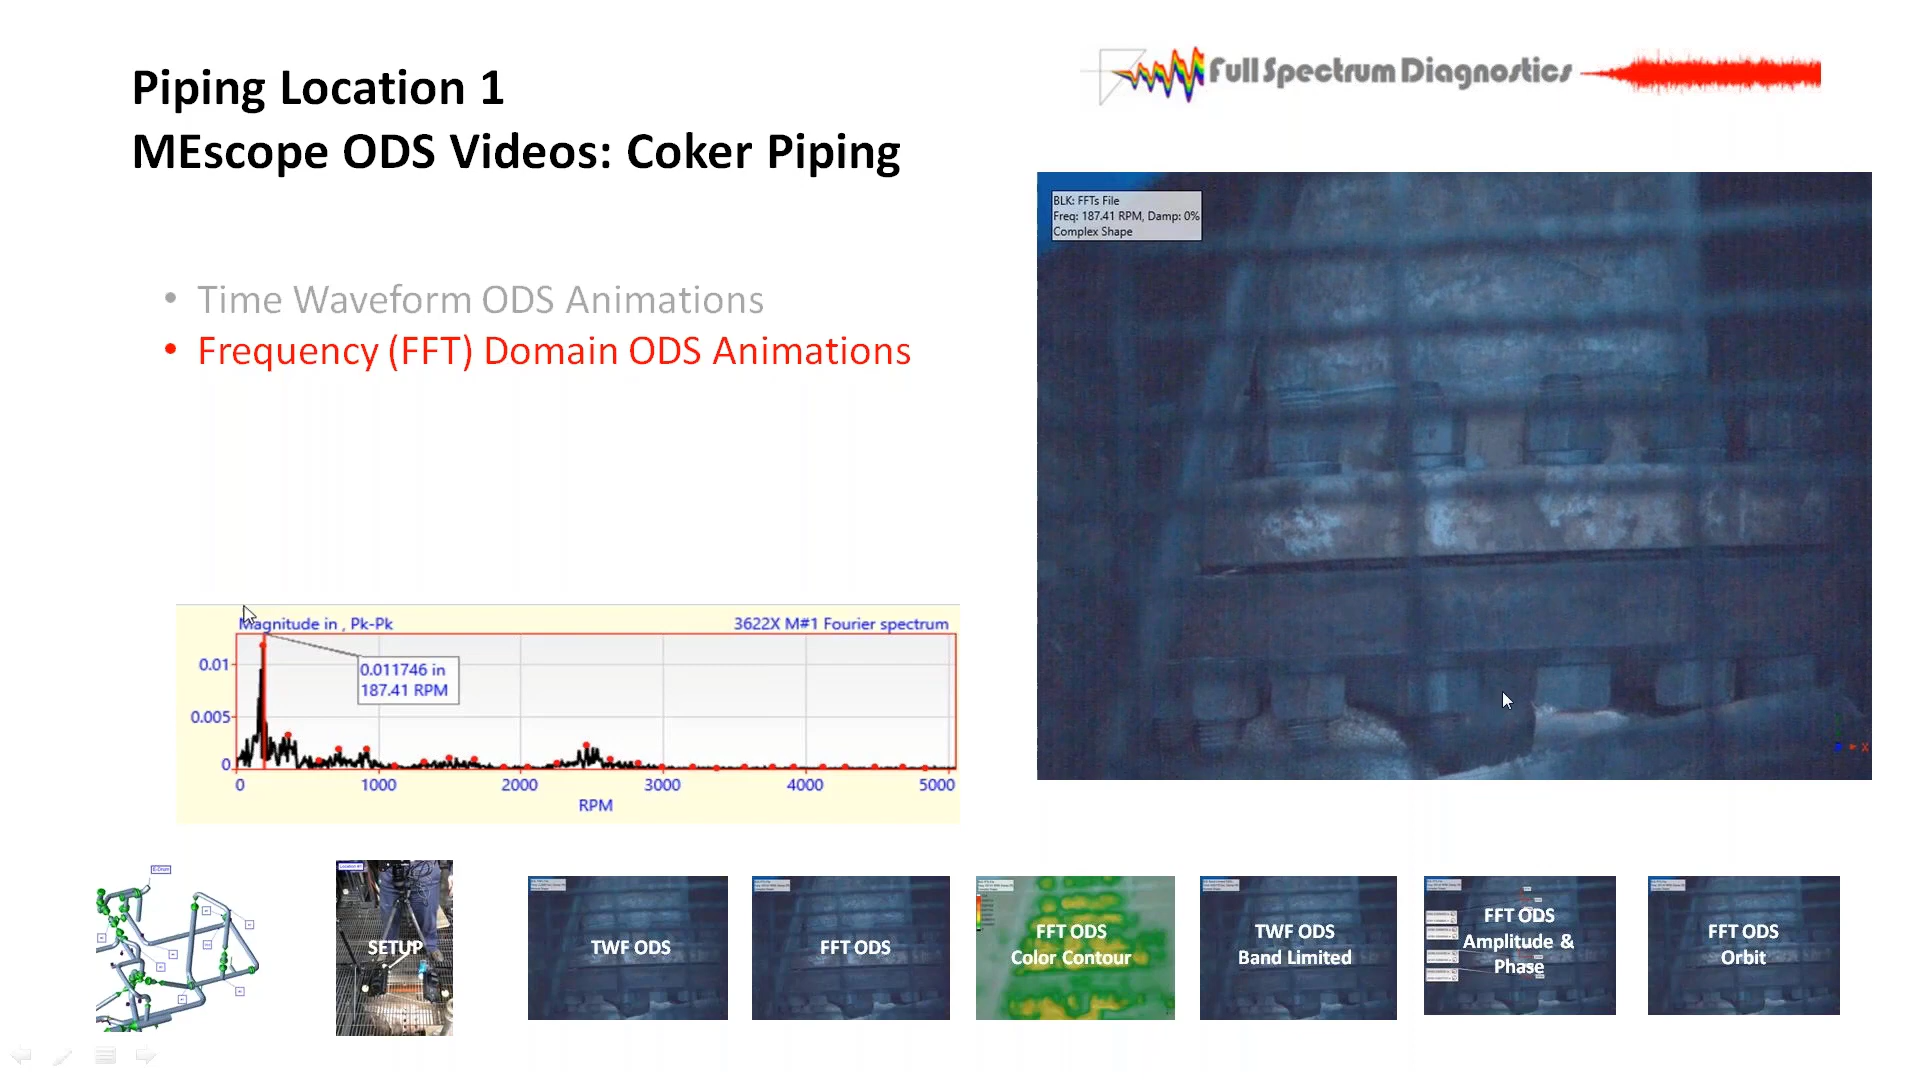 Piping Location 1
MEscope ODS Videos: Coker Piping
Full Spectrum Diagnostics
• Time Waveform ODS Animations
• Frequency (FFT) Domain ODS Animations
BLK: FFTs File
Freq: 187.41 RPM, Damp: 0%
Complex Shape
X
Magnitude in , Pk-Pk
3622X M#1 Fourier spectrum
0.01
0.005
0
0.011746 in
187.41 RPM
0
1000
2000
3000
4000
5000
RPM
SETUP
TWF ODS
FFT ODS
FFT ODS
Color Contour
TWF ODS
Band Limited
FFT ODS
Amplitude &
Phase
FFT ODS
Orbit